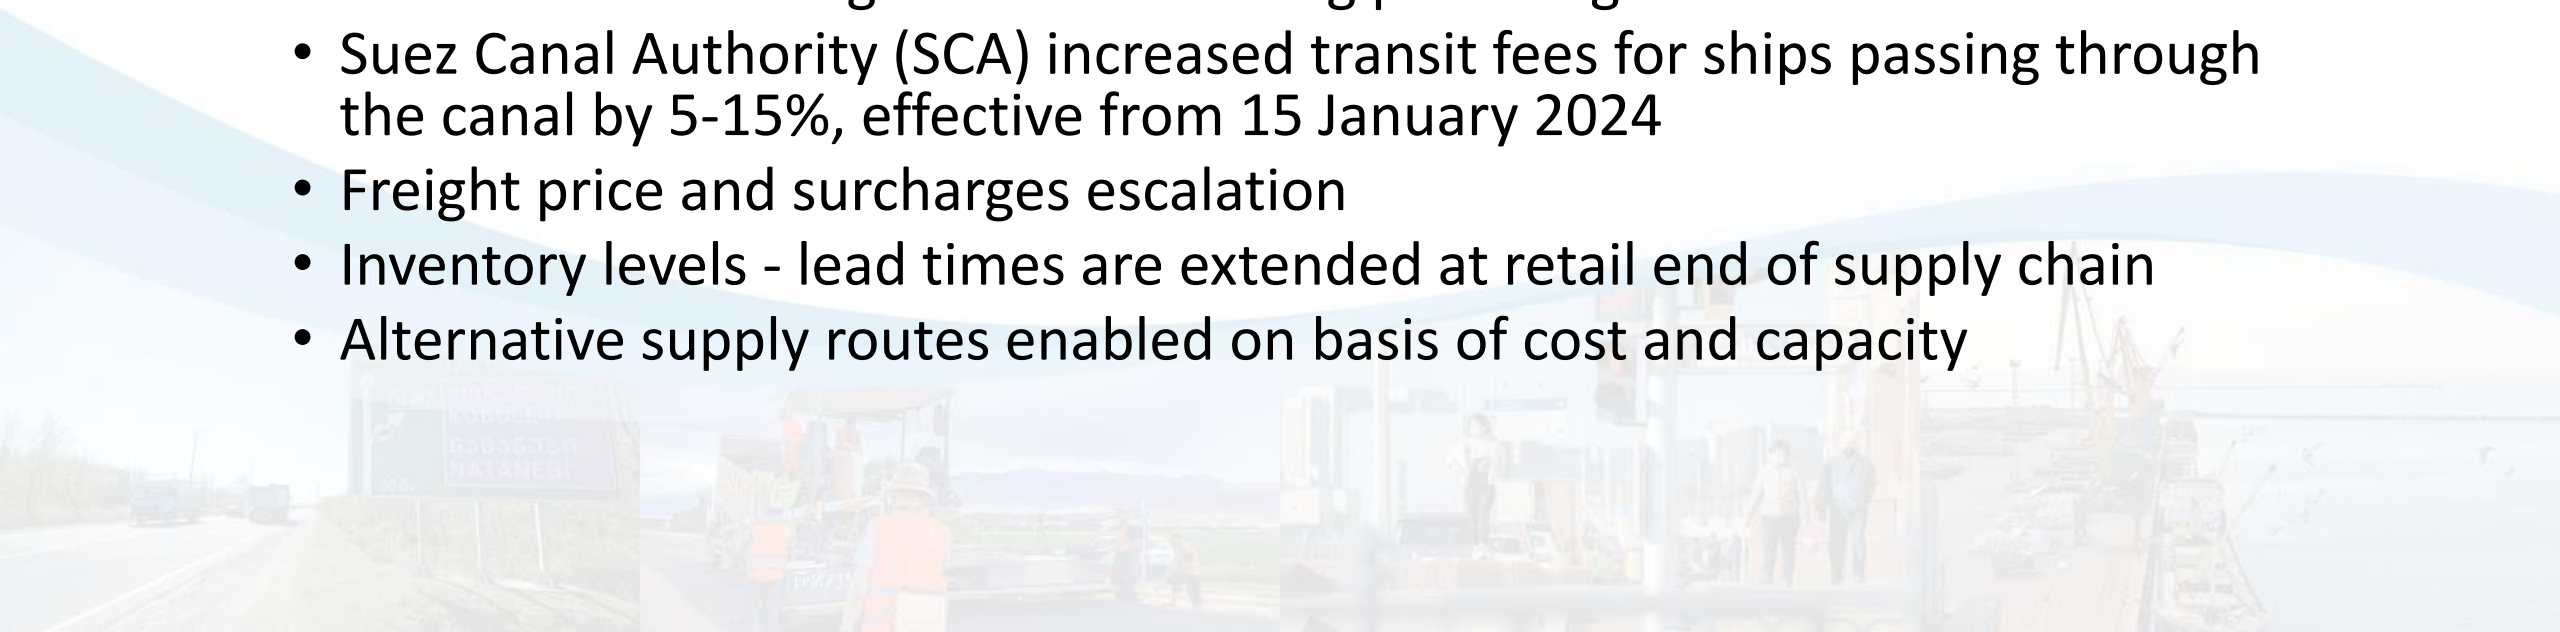 • Suez Canal Authority (SCA) increased transit fees for ships passing through
the canal by 5-15%, effective from 15 January 2024
• Freight price and surcharges escalation
• Inventory levels - lead times are extended at retail end of supply chain
• Alternative supply routes enabled on basis of cost and capacity
NATANEBI